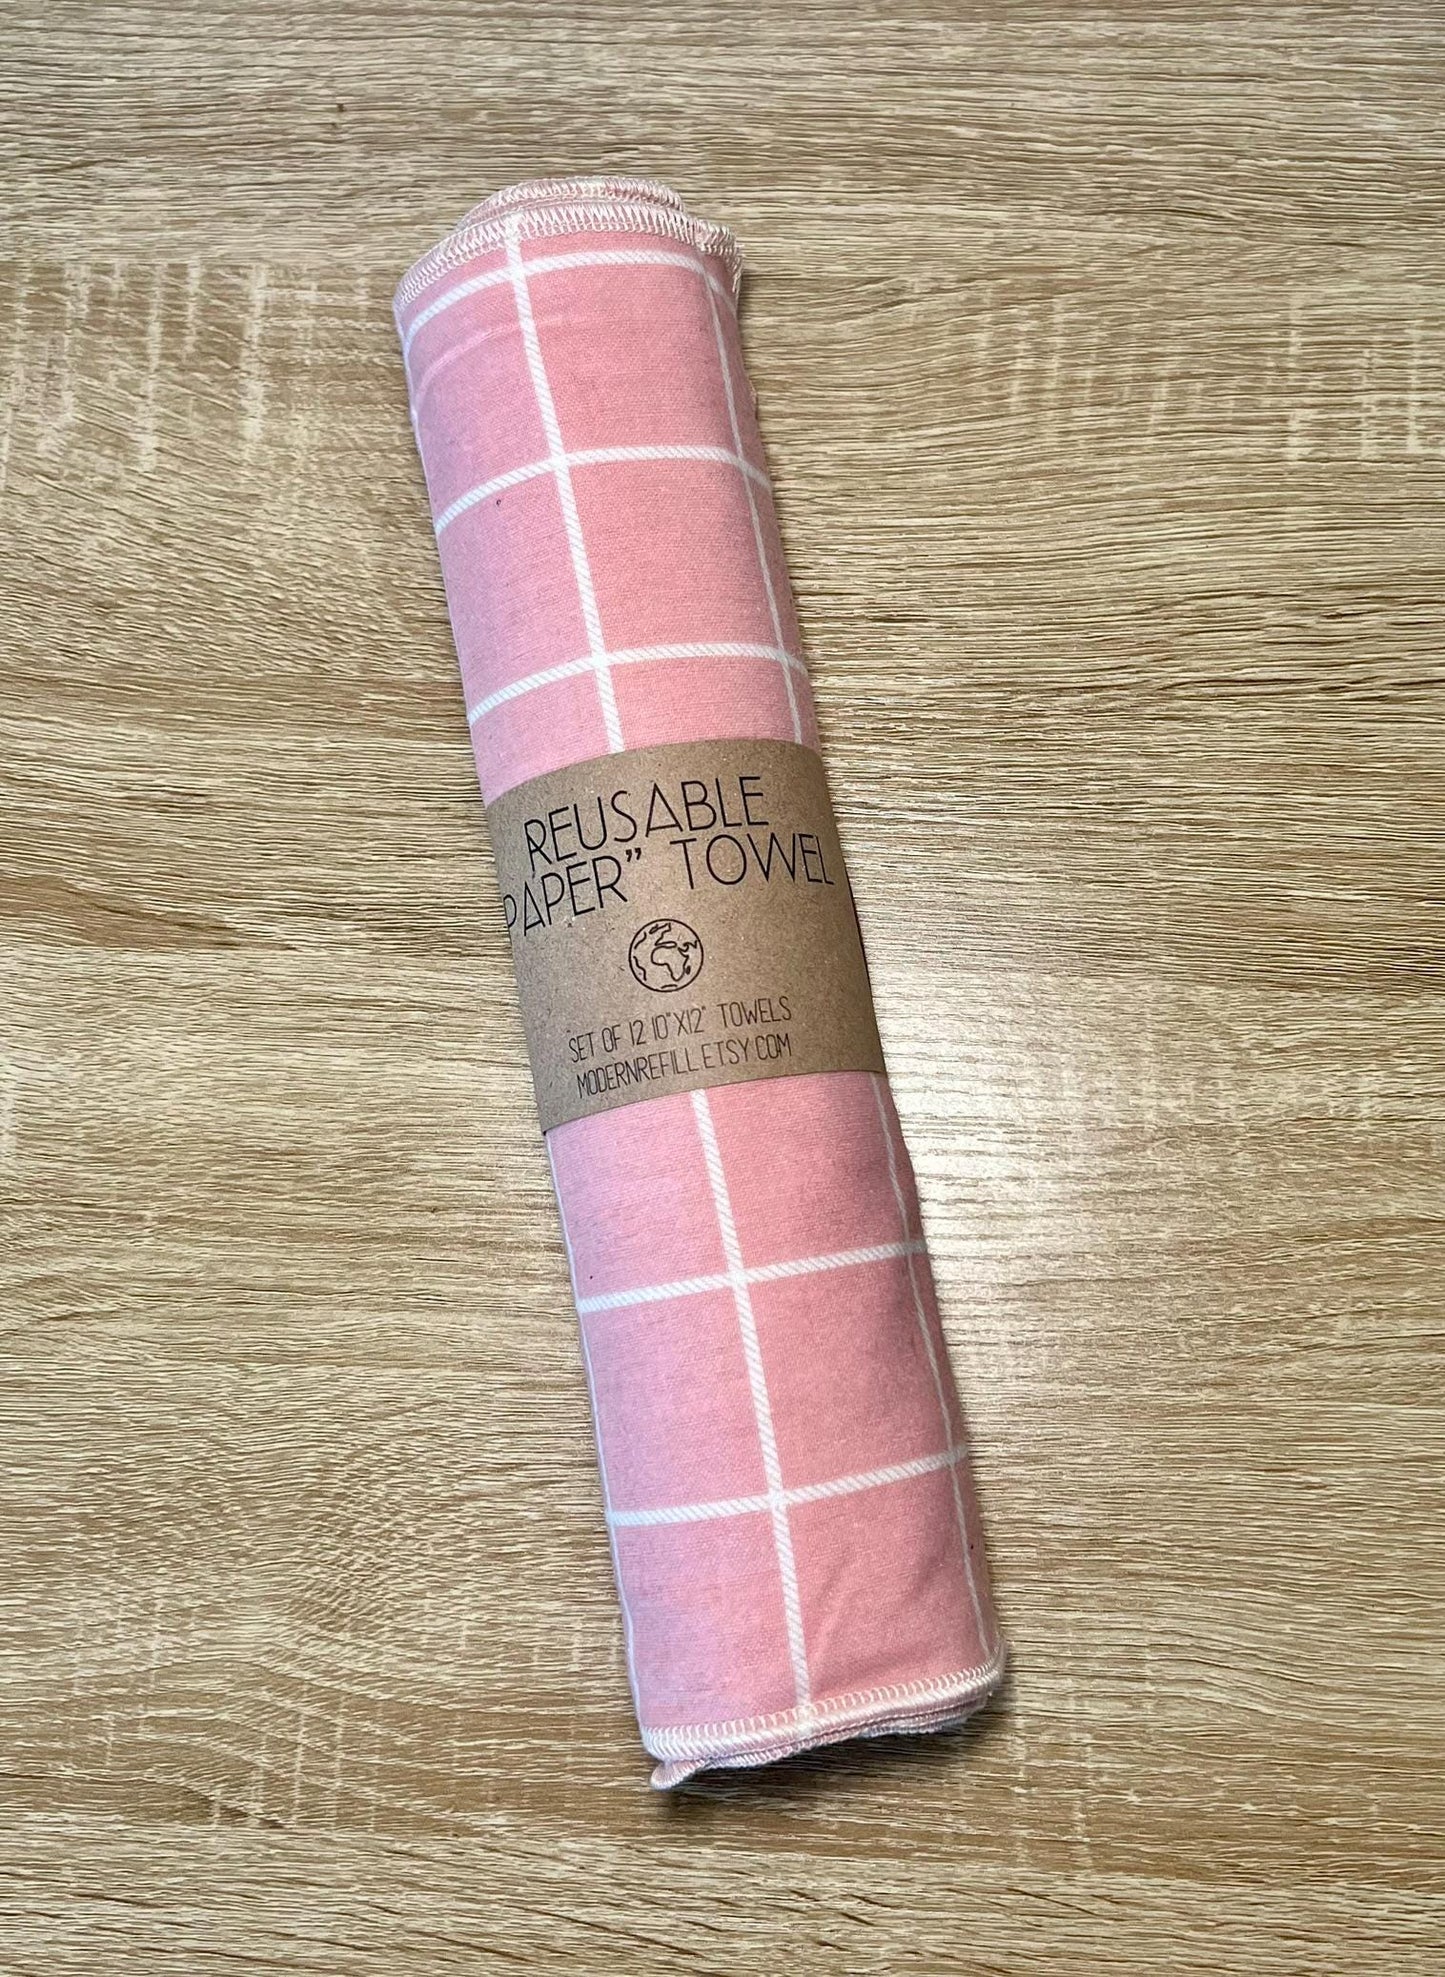 REUSABLE
PAPER” TOWEL
SET OF 12 10"X12" TOWELS
MODERNREFILL.ETSY.COM